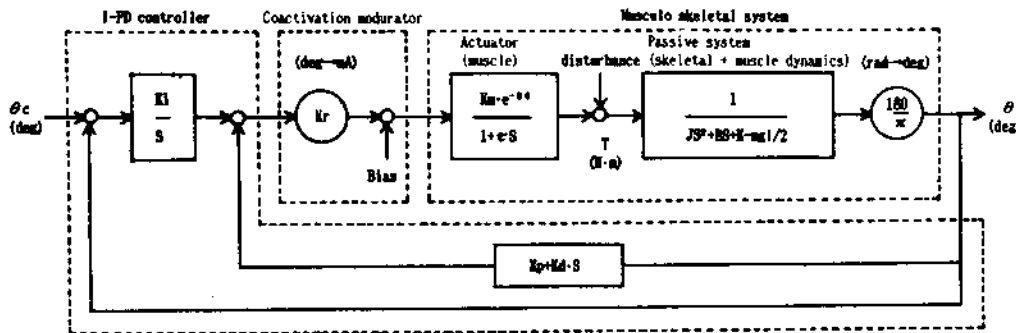 I-PD controller
Coactivation modurator
Musculo skeletal system
Actuator
(muscle)
Passive system
(skeletal + muscle dynamics)
(deg→mA)
disturbance
(rad→deg)
θc
(deg)
Ki
S
Kr
Bias
1+τ·S
T
(N·m)
1
JS²+BS+K-mgl/2
180
π
θ
(deg
Kp+Kd·S